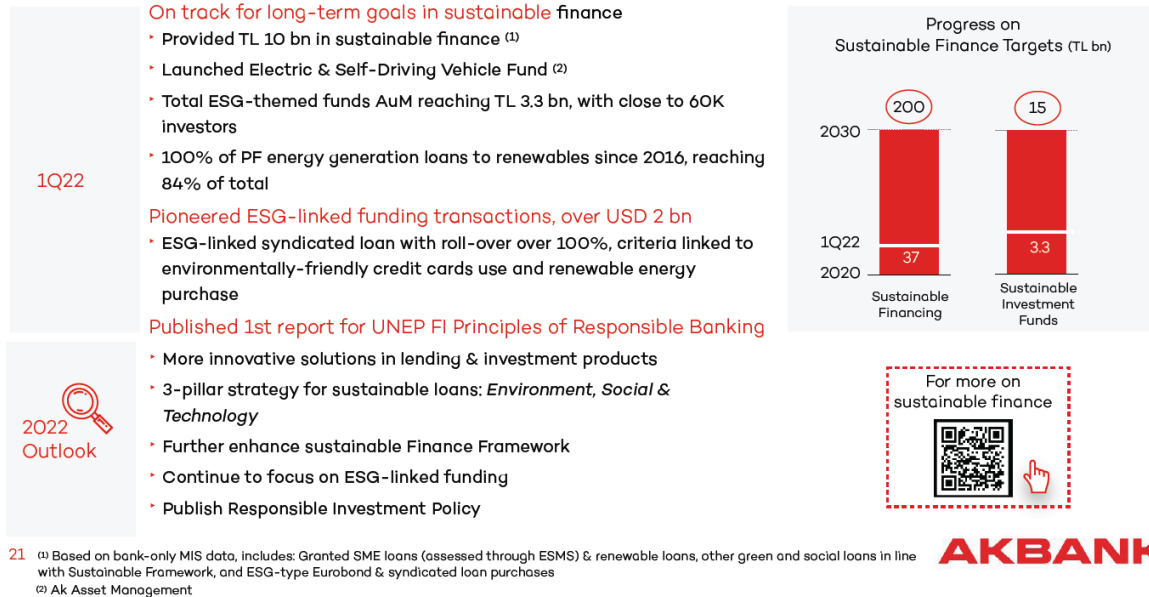 On track for long-term goals in sustainable finance
‣ Provided TL 10 bn in sustainable finance (1)
‣ Launched Electric & Self-Driving Vehicle Fund (2)
‣ Total ESG-themed funds AuM reaching TL 3.3 bn, with close to 60K
investors
‣ 100% of PF energy generation loans to renewables since 2016, reaching
84% of total
1Q22
Pioneered ESG-linked funding transactions, over USD 2 bn
‣ ESG-linked syndicated loan with roll-over over 100%, criteria linked to
environmentally-friendly credit cards use and renewable energy
purchase
Published 1st report for UNEP FI Principles of Responsible Banking
‣ More innovative solutions in lending & investment products
‣ 3-pillar strategy for sustainable loans: Environment, Social &
Technology
2022
Outlook
‣ Further enhance sustainable Finance Framework
‣ Continue to focus on ESG-linked funding
‣ Publish Responsible Investment Policy
Progress on
Sustainable Finance Targets (TL bn)
200
15
2030
1Q22
37
3.3
2020
Sustainable
Financing
Sustainable
Investment
Funds
For more on
sustainable finance
21 (1) Based on bank-only MIS data, includes: Granted SME loans (assessed through ESMS) & renewable loans, other green and social loans in line
with Sustainable Framework, and ESG-type Eurobond & syndicated loan purchases
(2) Ak Asset Management
AKBANK